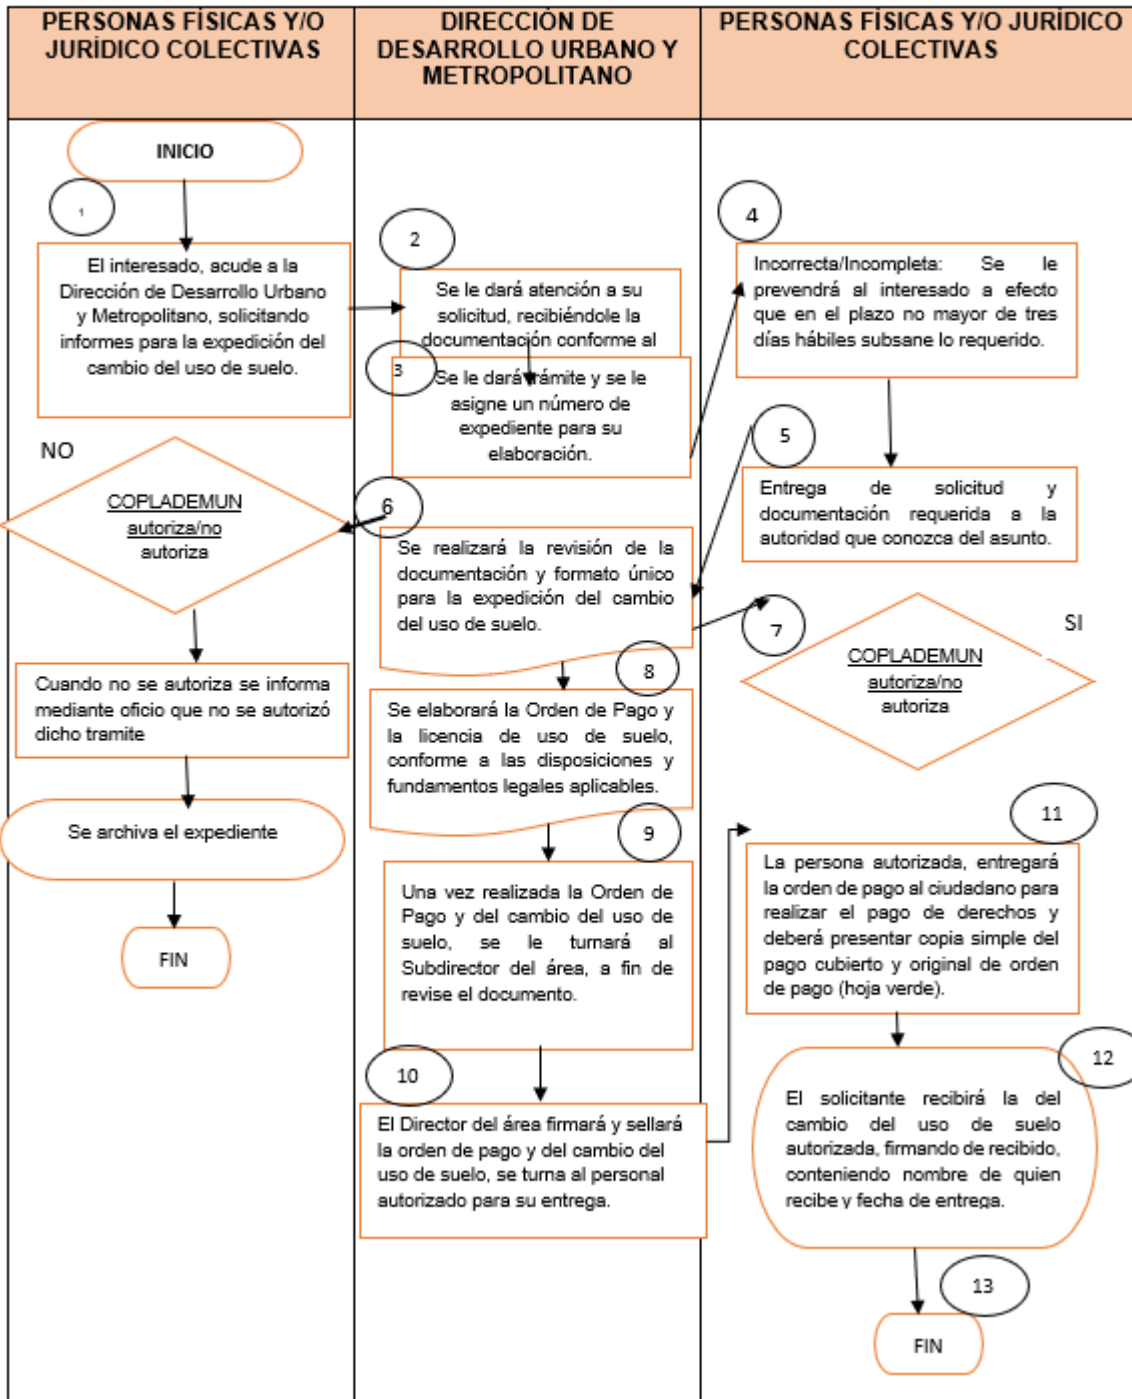 PERSONAS FÍSICAS Y/O
JURÍDICO COLECTIVAS
DIRECCIÓN DE
DESARROLLO URBANO Y
METROPOLITANO
PERSONAS FÍSICAS Y/O JURÍDICO
COLECTIVAS
INICIO
1
El interesado, acude a la
Dirección de Desarrollo Urbano
y Metropolitano, solicitando
informes para la expedición del
cambio del uso de suelo.
2
Se le dará atención a su
solicitud, recibiéndole la
documentación conforme al
3
Se le dará trámite y se le
asigne un número de
expediente para su
elaboración.
4
Incorrecta/Incompleta: Se le
prevendrá al interesado a efecto
que en el plazo no mayor de tres
días hábiles subsane lo requerido.
5
Entrega de solicitud y
documentación requerida a la
autoridad que conozca del asunto.
NO
COPLADEMUN
autoriza/no
autoriza
6
Se realizará la revisión de la
documentación y formato único
para la expedición del cambio
del uso de suelo.
7
SI
COPLADEMUN
autoriza/no
autoriza
Cuando no se autoriza se informa
mediante oficio que no se autorizó
dicho tramite
Se archiva el expediente
FIN
8
Se elaborará la Orden de Pago y
la licencia de uso de suelo,
conforme a las disposiciones y
fundamentos legales aplicables.
9
Una vez realizada la Orden de
Pago y del cambio del uso de
suelo, se le turnará al
Subdirector del área, a fin de
revise el documento.
10
El Director del área firmará y sellará
la orden de pago y del cambio del
uso de suelo, se turna al personal
autorizado para su entrega.
11
La persona autorizada, entregará
la orden de pago al ciudadano para
realizar el pago de derechos y
deberá presentar copia simple del
pago cubierto y original de orden
de pago (hoja verde).
12
El solicitante recibirá la del
cambio del uso de suelo
autorizada, firmando de recibido,
conteniendo nombre de quien
recibe y fecha de entrega.
13
FIN